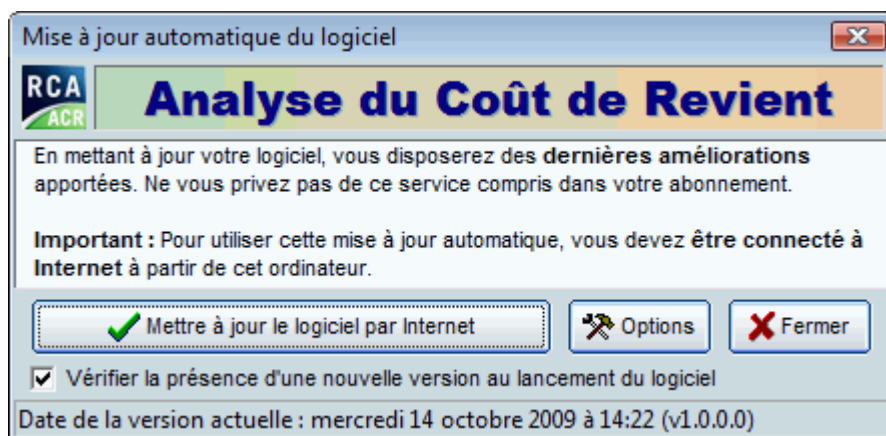 Mise à jour automatique du logiciel
RCA
ACR
Analyse du Coût de Revient
En mettant à jour votre logiciel, vous disposerez des dernières améliorations
apportées. Ne vous privez pas de ce service compris dans votre abonnement.
Important : Pour utiliser cette mise à jour automatique, vous devez être connecté à
Internet à partir de cet ordinateur.
Mettre à jour le logiciel par Internet
Options
Fermer
Vérifier la présence d'une nouvelle version au lancement du logiciel
Date de la version actuelle : mercredi 14 octobre 2009 à 14:22 (v1.0.0.0)